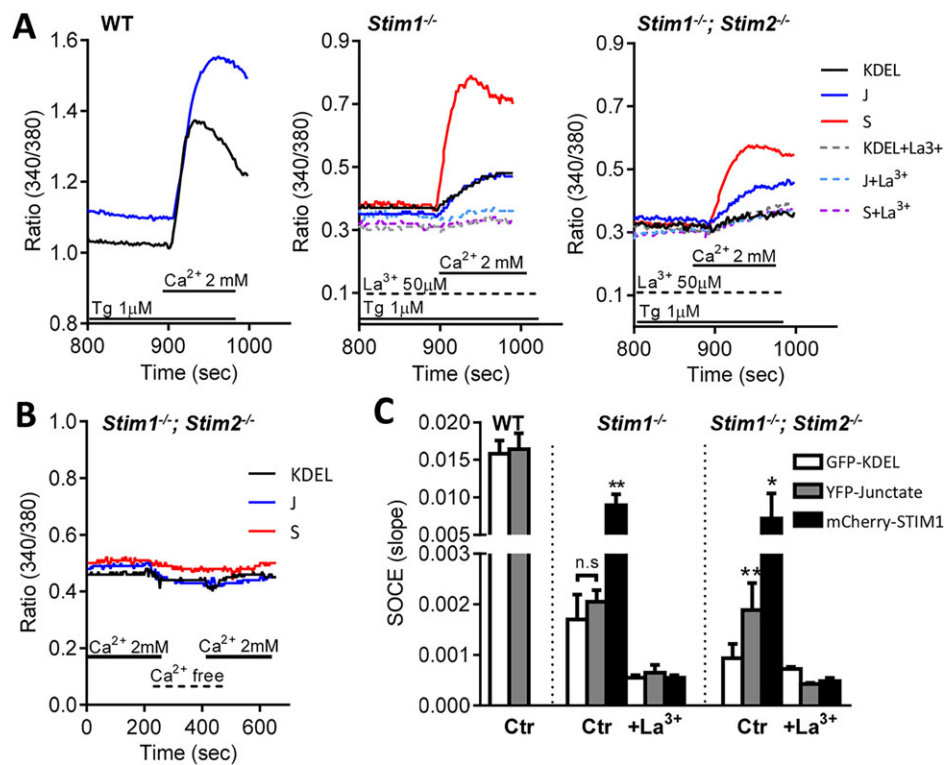 A
WT
Stim1-/-
Stim1-/-; Stim2-/-
Ratio (340/380)
1.6
1.4
1.2
1.0
0.8
Ca2+ 2 mM
Tg 1μM
800
900
1000
Time (sec)
Ratio (340/380)
0.9
0.7
0.5
0.3
0.1
Ca2+ 2 mM
La3+ 50μM
Tg 1μM
800
900
1000
Time (sec)
Ratio (340/380)
0.9
0.7
0.5
0.3
0.1
Ca2+ 2 mM
La3+ 50μM
Tg 1μM
800
900
1000
Time (sec)
KDEL
J
S
KDEL+La3+
J+La3+
S+La3+
B
Stim1-/-; Stim2-/-
Ratio (340/380)
1.0
0.8
0.6
0.4
0.2
0.0
KDEL
J
S
Ca2+ 2mM
Ca2+ 2mM
Ca2+ free
0
200
400
600
Time (sec)
C
WT
Stim1-/-
Stim1-/-; Stim2-/-
SOCE (slope)
0.020
0.015
0.010
0.005
0.003
0.002
0.001
0.000
n.s
**
**
*
GFP-KDEL
YFP-Junctate
mCherry-STIM1
Ctr
Ctr
+La3+
Ctr
+La3+